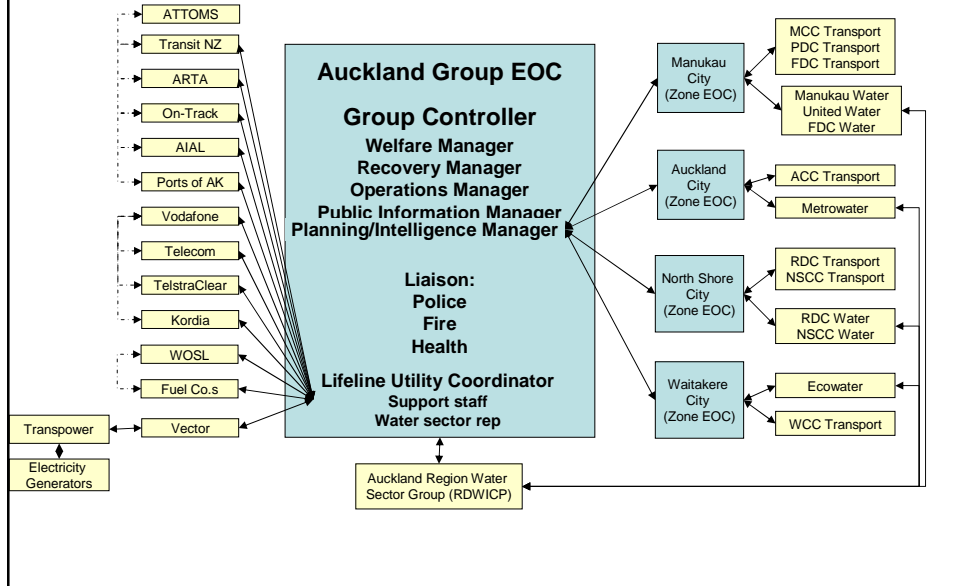 ATTOMS
Transit NZ
ARTA
On-Track
AIAL
Ports of AK
Vodafone
Telecom
TelstraClear
Kordia
WOSL
Fuel Co.s
Vector
Transpower
Electricity
Generators
Auckland Group EOC
Group Controller
Welfare Manager
Recovery Manager
Operations Manager
Public Information Manager
Planning/Intelligence Manager
Liaison:
Police
Fire
Health
Lifeline Utility Coordinator
Support staff
Water sector rep
Auckland Region Water
Sector Group (RDWICP)
Manukau
City
(Zone EOC)
MCC Transport
PDC Transport
FDC Transport
Manukau Water
United Water
FDC Water
Auckland
City
(Zone EOC)
ACC Transport
Metrowater
North Shore
City
(Zone EOC)
RDC Transport
NSCC Transport
RDC Water
NSCC Water
Waitakere
City
(Zone EOC)
Ecowater
WCC Transport